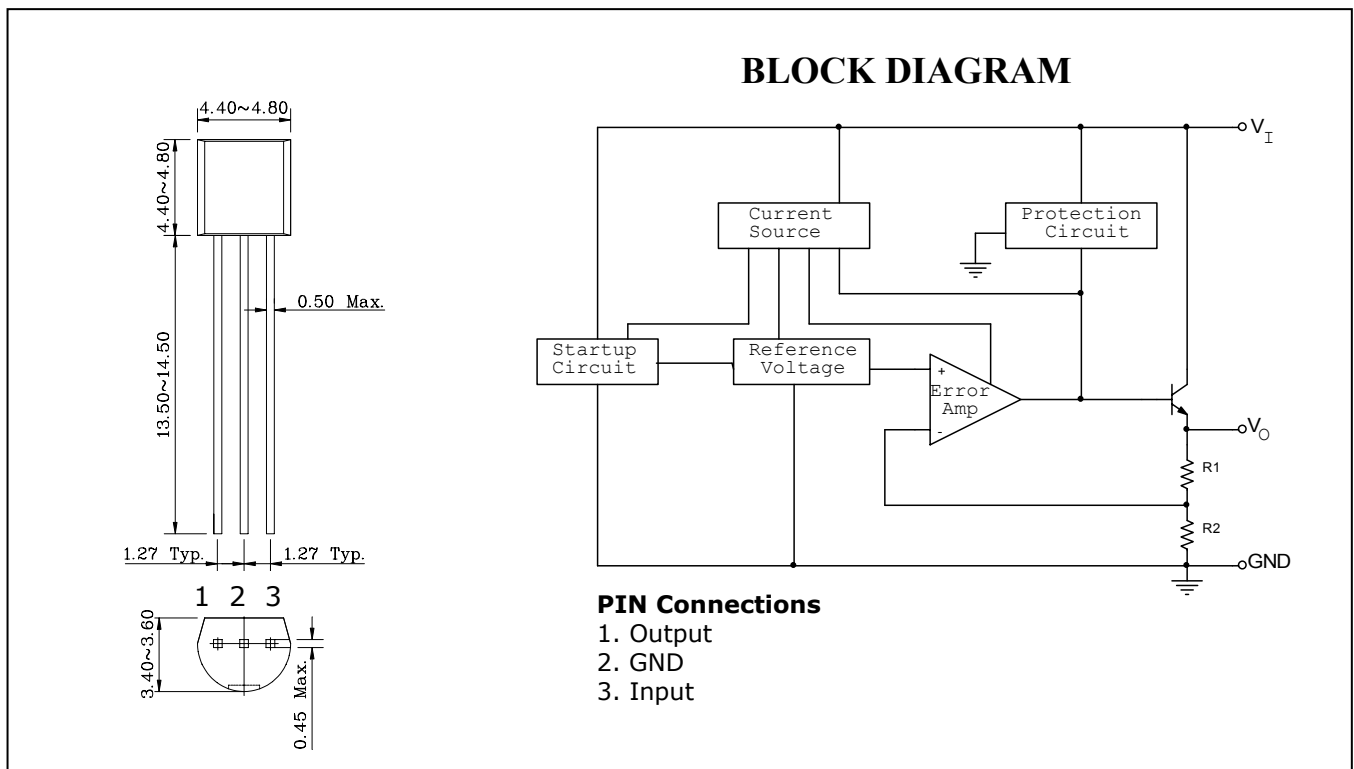 BLOCK DIAGRAM
4.40~4.80
4.40~4.80
13.50~14.50
0.50 Max.
1.27 Typ.
1.27 Typ.
1 2 3
3.40~3.60
0.45 Max.
V_I
Current
Source
Protection
Circuit
Startup
Circuit
Reference
Voltage
+
Error
Amp
-
V_O
R1
R2
GND
PIN Connections
1. Output
2. GND
3. Input